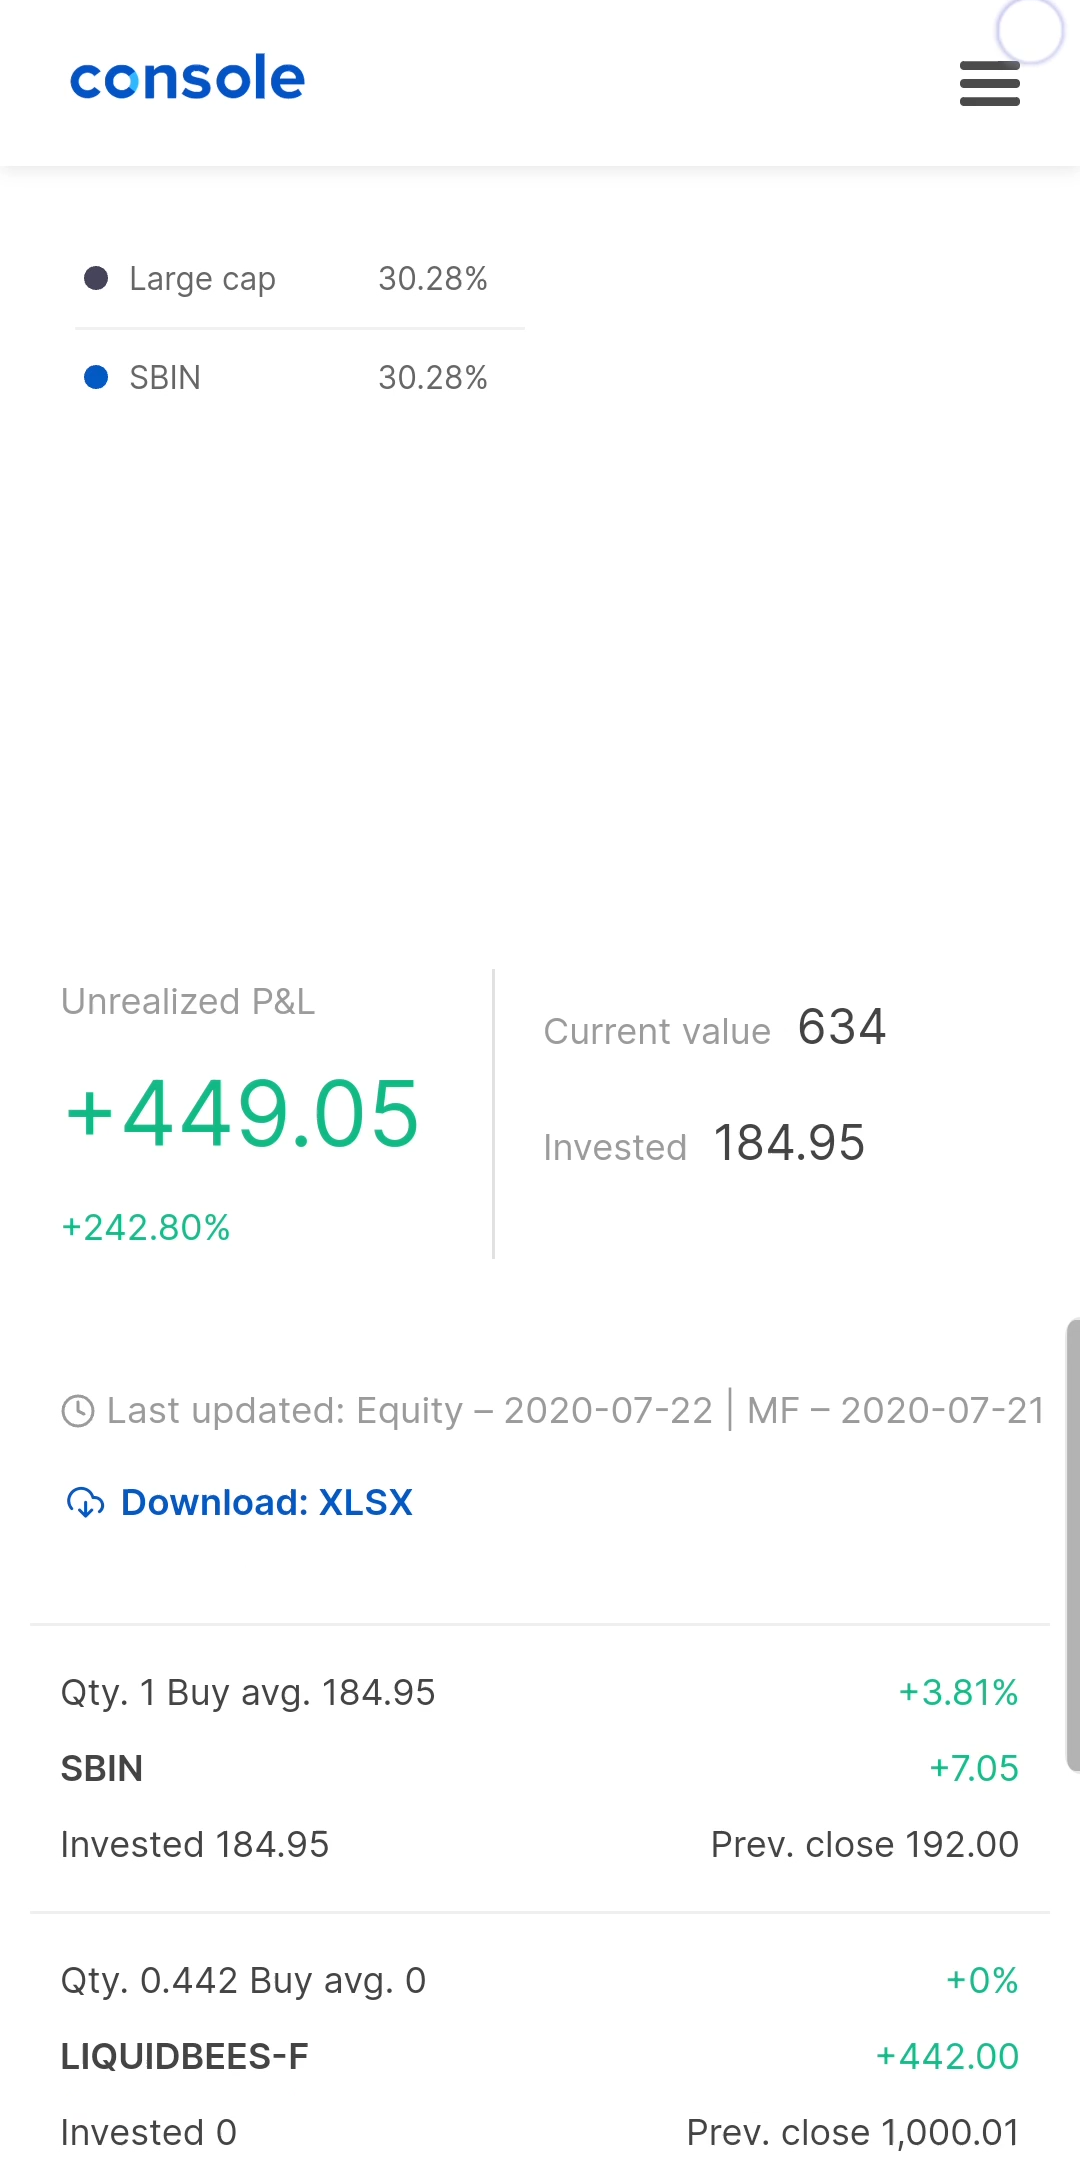 console
Large cap 30.28%
SBIN 30.28%
Unrealized P&L
+449.05
+242.80%
Current value 634
Invested 184.95
Last updated: Equity – 2020-07-22 | MF – 2020-07-21
Download: XLSX
Qty. 1 Buy avg. 184.95 +3.81%
SBIN +7.05
Invested 184.95 Prev. close 192.00
Qty. 0.442 Buy avg. 0 +0%
LIQUIDBEES-F +442.00
Invested 0 Prev. close 1,000.01